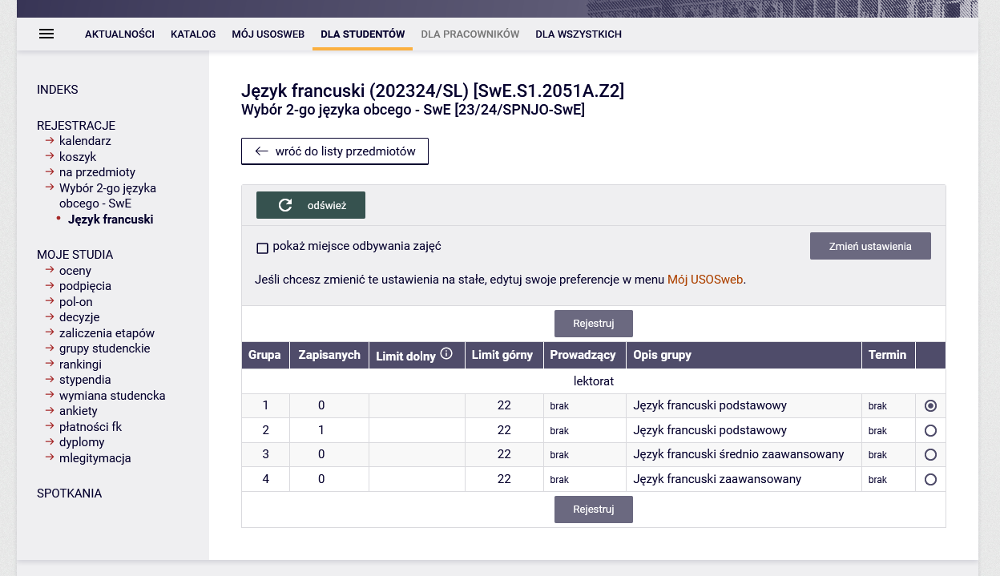 AKTUALNOŚCI KATALOG MÓJ USOSWEB DLA STUDENTÓW DLA PRACOWNIKÓW DLA WSZYSTKICH
INDEKS
REJESTRACJE
kalendarz
koszyk
na przedmioty
Wybór 2-go języka
obcego - SwE
Język francuski
MOJE STUDIA
oceny
podpięcia
pol-on
decyzje
zaliczenia etapów
grupy studenckie
rankingi
stypendia
wymiana studencka
ankiety
płatności fk
dyplomy
mlegitymacja
SPOTKANIA
Język francuski (202324/SL) [SwE.S1.2051A.Z2]
Wybór 2-go języka obcego - SwE [23/24/SPNJO-SwE]
← wróć do listy przedmiotów
odśwież
pokaż miejsce odbywania zajęć
Zmień ustawienia
Jeśli chcesz zmienić te ustawienia na stałe, edytuj swoje preferencje w menu Mój USOSweb.
Rejestruj
Grupa Zapisanych Limit dolny Limit górny Prowadzący Opis grupy Termin
lektorat
1 0 22 brak Język francuski podstawowy brak
2 1 22 brak Język francuski podstawowy brak
3 0 22 brak Język francuski średnio zaawansowany brak
4 0 22 brak Język francuski zaawansowany brak
Rejestruj